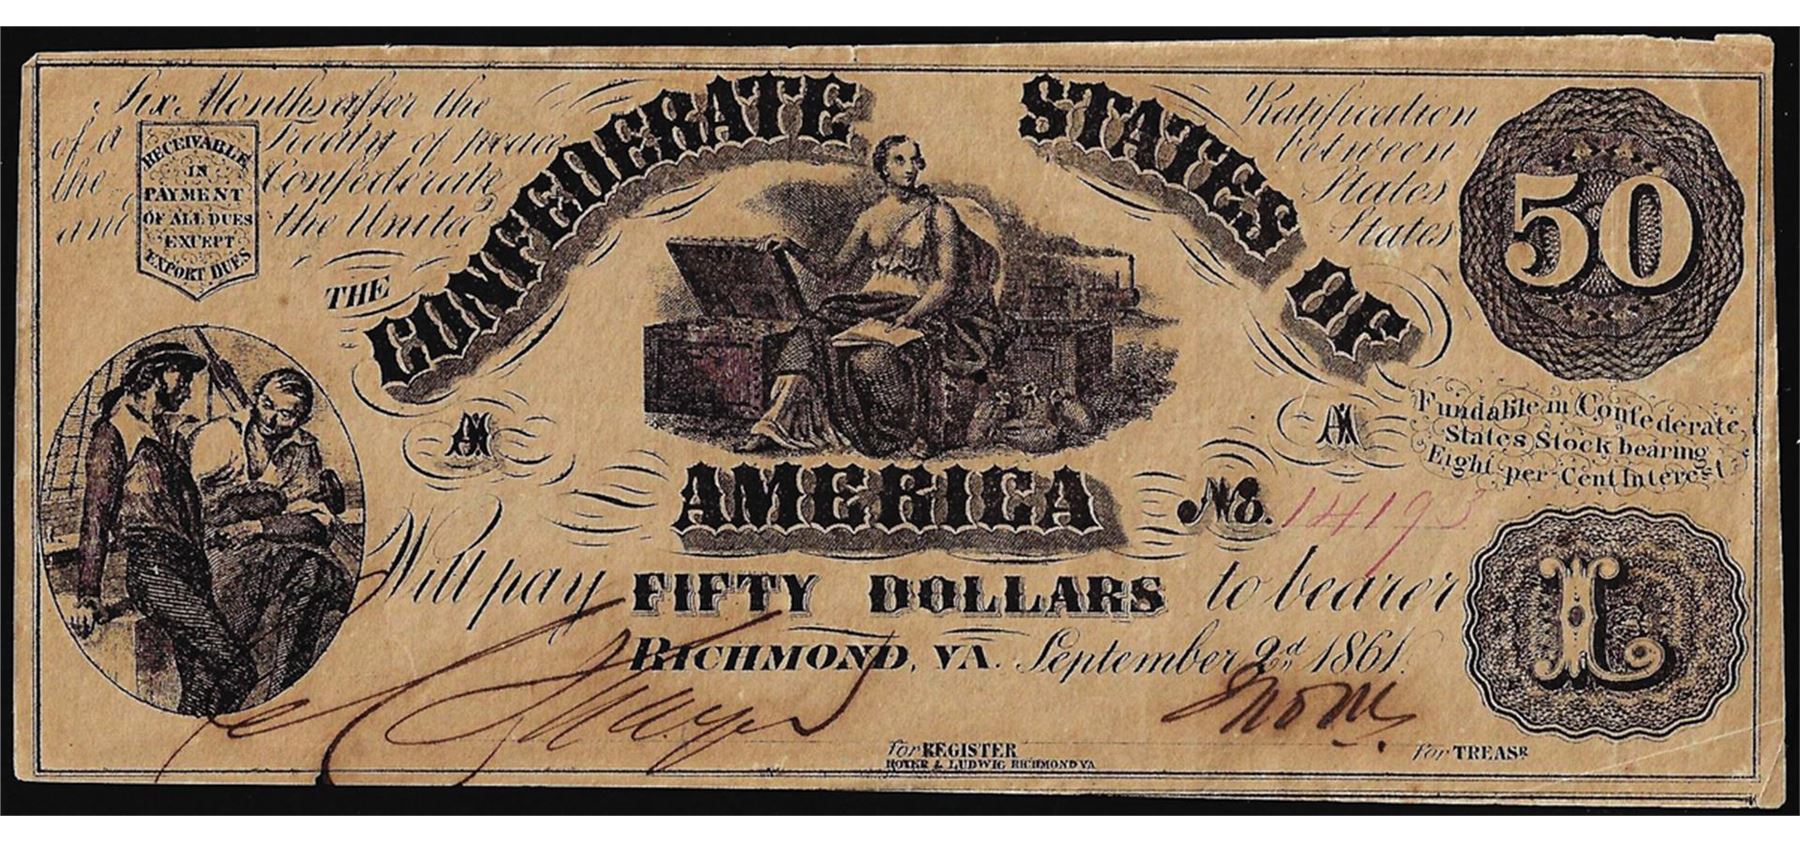 Six Months after the Ratification
of a Treaty of peace between
the Confederate States
and the United States
RECEIVABLE
IN
PAYMENT
OF ALL DUES
EXCEPT
EXPORT DUES
THE CONFEDERATE STATES OF
AMERICA
50
A A
Fundable in Confederate
States Stock bearing
Eight per Cent Interest
No. 14193
Will pay FIFTY DOLLARS to bearer
RICHMOND, VA. September 2d 1861.
L
For REGISTER
For TREASR
HOYER & LUDWIG RICHMOND VA